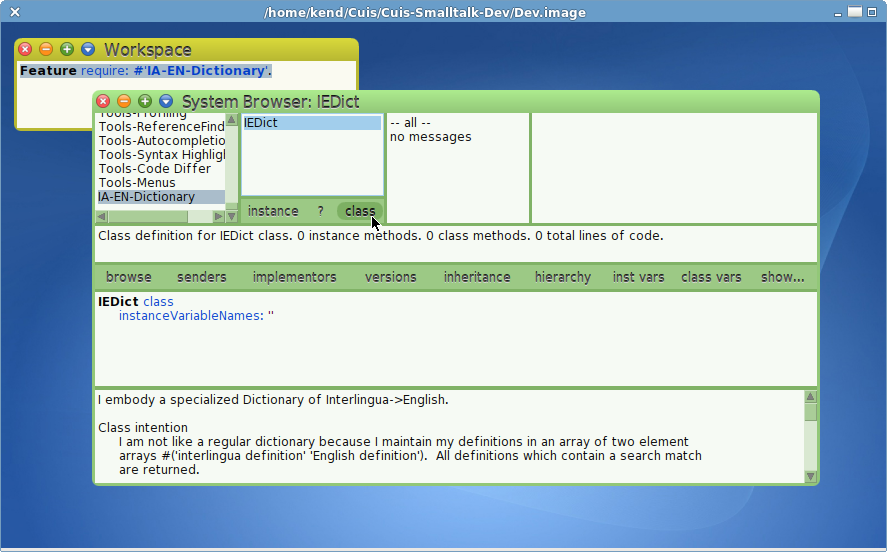 /home/kend/Cuis/Cuis-Smalltalk-Dev/Dev.image
Workspace
Feature require: #'IA-EN-Dictionary'.
System Browser: IEDict
Tools-Profiling
Tools-ReferenceFind
Tools-Autocompletio
Tools-Syntax Highligl
Tools-Code Differ
Tools-Menus
IA-EN-Dictionary
IEDict
instance ? class
-- all --
no messages
Class definition for IEDict class. 0 instance methods. 0 class methods. 0 total lines of code.
browse senders implementors versions inheritance hierarchy inst vars class vars show...
IEDict class
instanceVariableNames: ''
I embody a specialized Dictionary of Interlingua->English.
Class intention
I am not like a regular dictionary because I maintain my definitions in an array of two element
arrays #('interlingua definition' 'English definition').  All definitions which contain a search match
are returned.